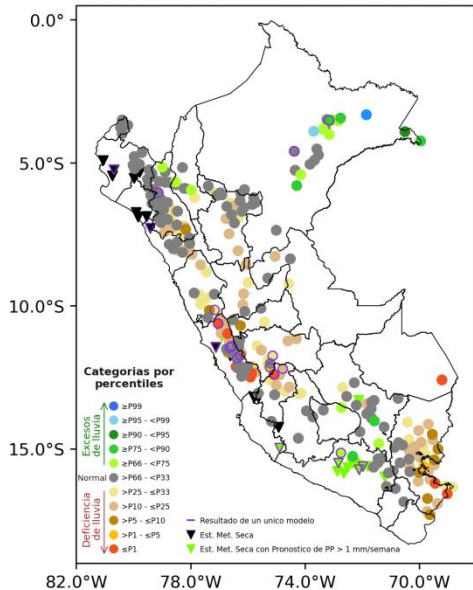 0.0°
5.0°S
10.0°S
15.0°S
82.0°W
78.0°W
74.0°W
70.0°W
Categorias por
percentiles
Excesos
de lluvia
Normal
Deficiencia
de lluvia
≥P99
≥P95 - <P99
≥P90 - <P95
≥P75 - <P90
≥P66 - <P75
>P66 - <P33
>P25 - ≤P33
>P10 - ≤P25
>P5 - ≤P10
>P1 - ≤P5
≤P1
Resultado de un unico modelo
Est. Met. Seca
Est. Met. Seca con Pronostico de PP > 1 mm/semana